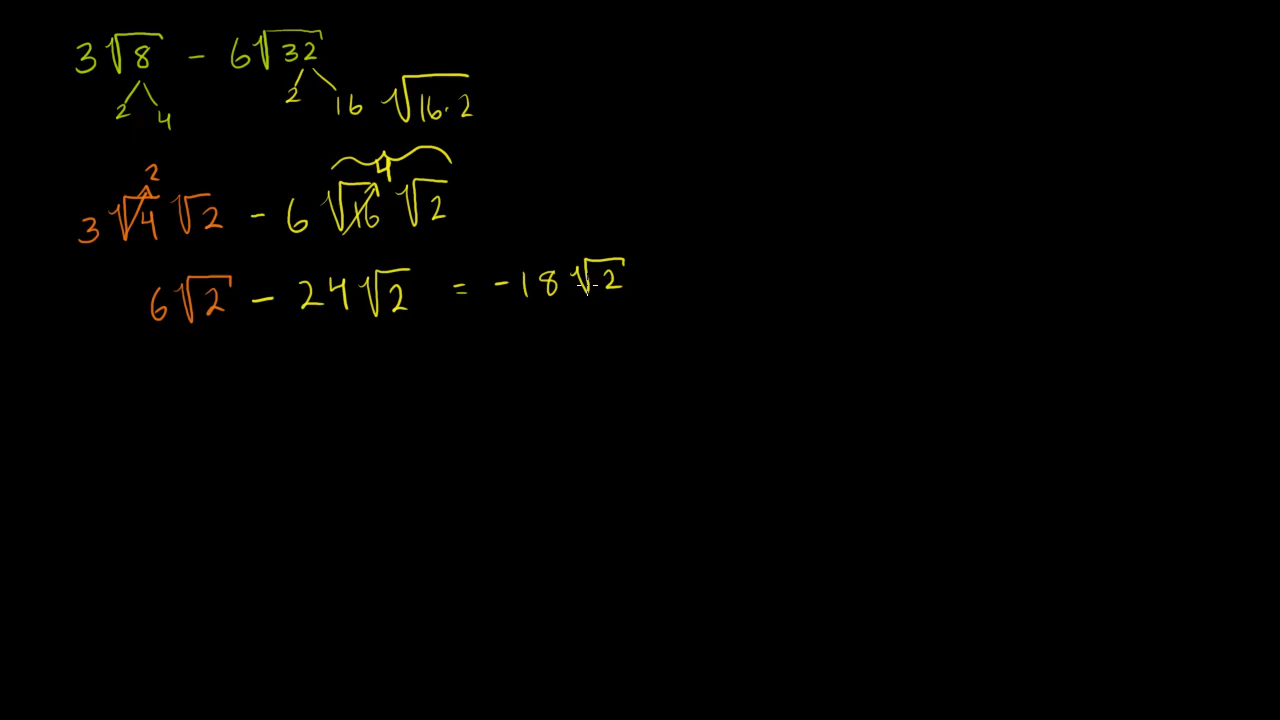 3√8 - 6√32
2 4 2 16 √16·2
2 4
3√4 √2 - 6 √16 √2
6√2 - 24√2 = -18√2